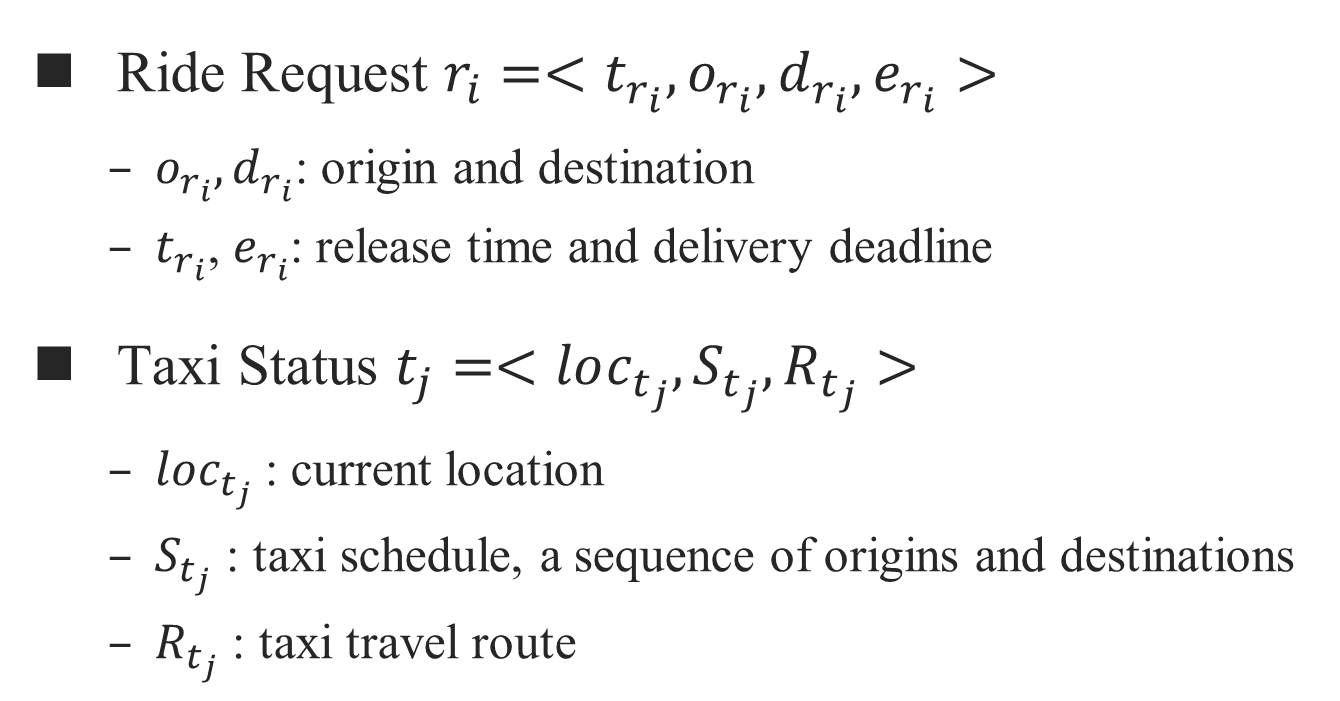 ■ Ride Request $r_i = < t_{r_i}, o_{r_i}, d_{r_i}, e_{r_i} >$
– $o_{r_i}, d_{r_i}$: origin and destination
– $t_{r_i}$, $e_{r_i}$: release time and delivery deadline
■ Taxi Status $t_j = < loc_{t_j}, S_{t_j}, R_{t_j} >$
– $loc_{t_j}$ : current location
– $S_{t_j}$ : taxi schedule, a sequence of origins and destinations
– $R_{t_j}$ : taxi travel route